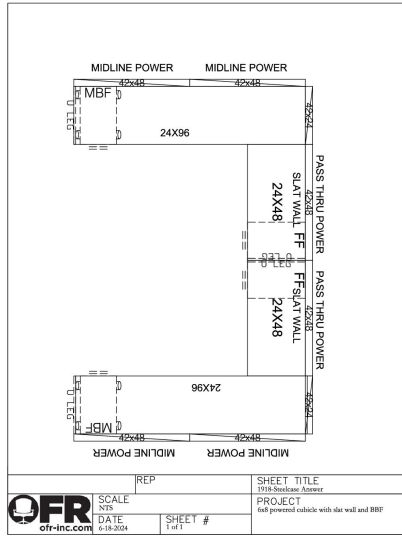 MIDLINE POWER MIDLINE POWER
42x48 42x48
MBF
O LEG
24X96
42x24
PASS THRU POWER
42x48
SLAT WALL
24X48
FF
O LEG
O LEG
FF
SLAT WALL
24X48
42x48
PASS THRU POWER
O LEG
MBF
24X96
42x24
42x48 42x48
MIDLINE POWER MIDLINE POWER
REP
SHEET TITLE
1918-Steelcase Answer
OFR
ofr-inc.com
SCALE
NTS
PROJECT
6x8 powered cubicle with slat wall and BBF
DATE
6-18-2024
SHEET #
1 of 1